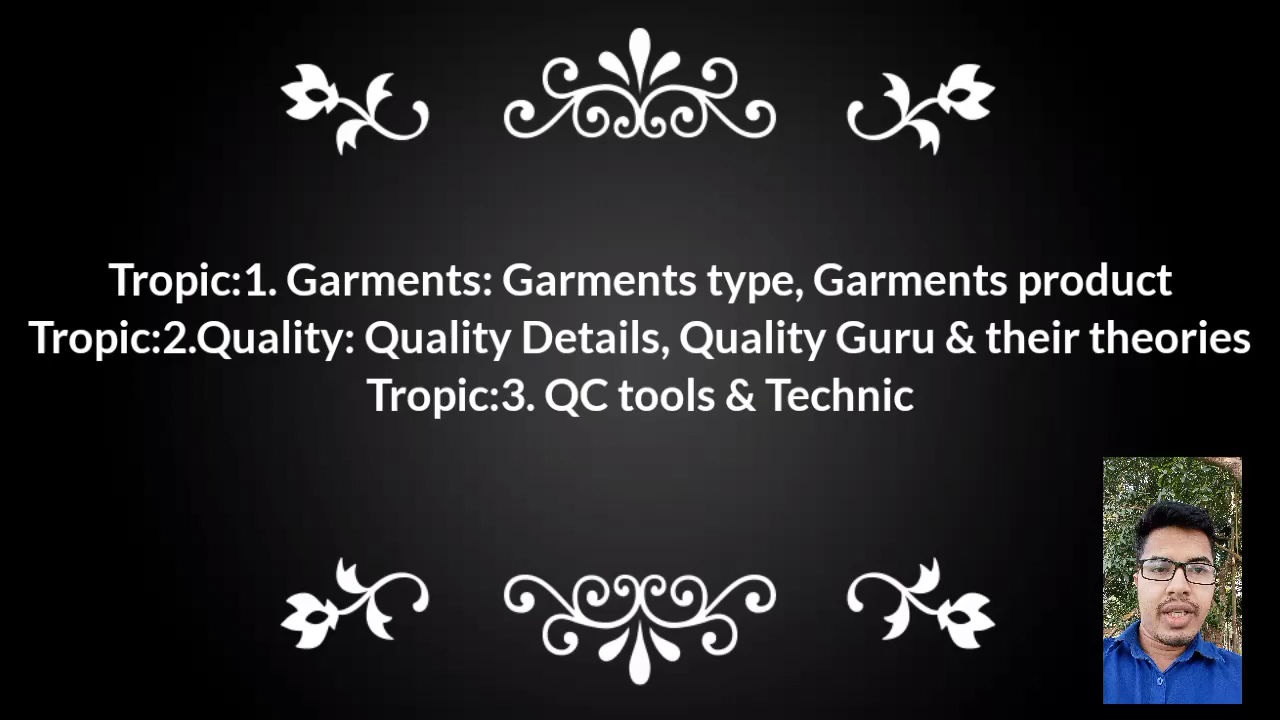 Tropic:1. Garments: Garments type, Garments product
Tropic:2.Quality: Quality Details, Quality Guru & their theories
Tropic:3. QC tools & Technic